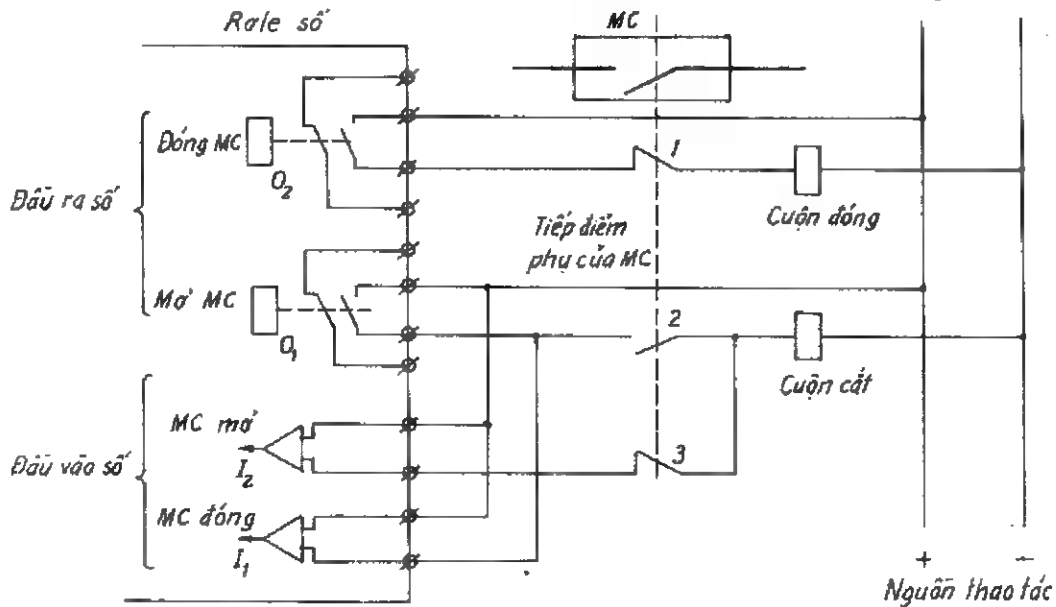 Rơle số
MC
Đóng MC
O2
1
Cuộn đóng
Đầu ra số
Tiếp điểm
phụ của MC
Mở MC
O1
2
Cuộn cắt
MC mở
I2
3
Đầu vào số
MC đóng
I1
+
−
Nguồn thao tác